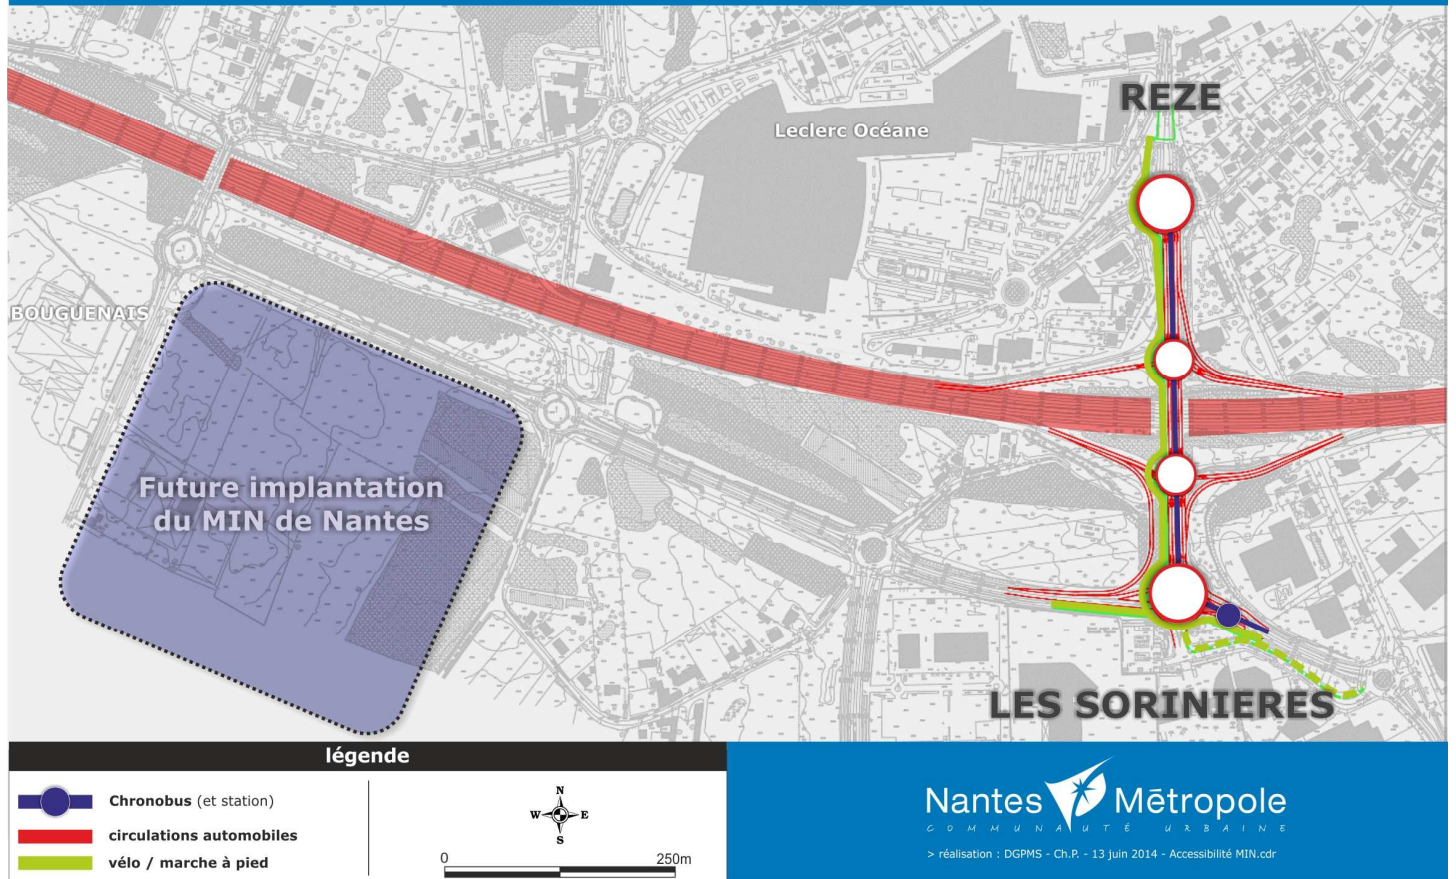 REZE
Leclerc Océane
BOUGUENAIS
Future implantation
du MIN de Nantes
LES SORINIERES
légende
Chronobus (et station)
circulations automobiles
vélo / marche à pied
N
W E
S
0 250m
Nantes Métropole
COMMUNAUTÉ URBAINE
> réalisation : DGPMS - Ch.P. - 13 juin 2014 - Accessibilité MIN.cdr